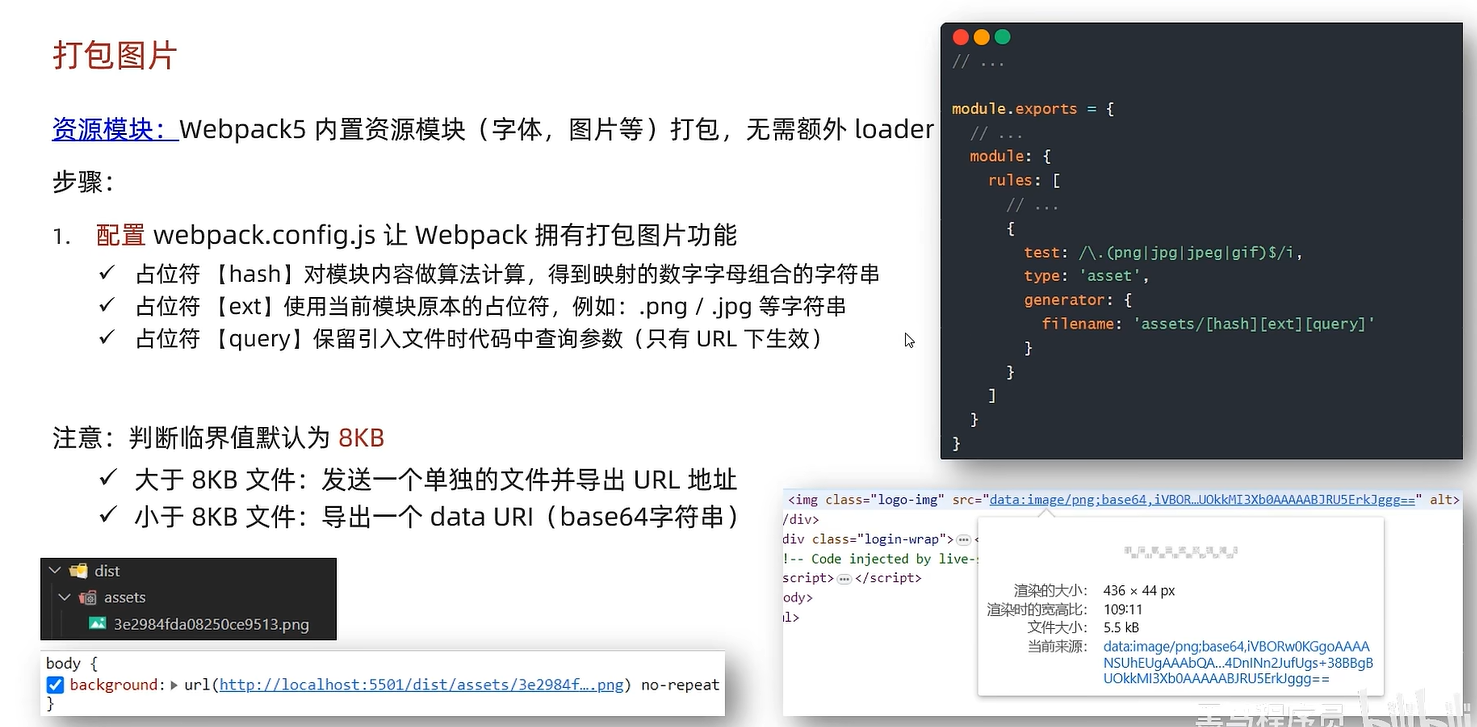 打包图片
资源模块：Webpack5 内置资源模块（字体，图片等）打包，无需额外 loader
步骤：
1. 配置 webpack.config.js 让 Webpack 拥有打包图片功能
✓ 占位符 【hash】对模块内容做算法计算，得到映射的数字字母组合的字符串
✓ 占位符 【ext】使用当前模块原本的占位符，例如：.png / .jpg 等字符串
✓ 占位符 【query】保留引入文件时代码中查询参数（只有 URL 下生效）
注意：判断临界值默认为 8KB
✓ 大于 8KB 文件：发送一个单独的文件并导出 URL 地址
✓ 小于 8KB 文件：导出一个 data URI（base64字符串）
dist
assets
3e2984fda08250ce9513.png
body {
background: url(http://localhost:5501/dist/assets/3e2984f….png) no-repeat
}
// ...
module.exports = {
// ...
module: {
rules: [
// ...
{
test: /\.(png|jpg|jpeg|gif)$/i,
type: 'asset',
generator: {
filename: 'assets/[hash][ext][query]'
}
}
]
}
}
<img class="logo-img" src="data:image/png;base64,iVBOR…UOkkMI3Xb0AAAAABJRU5ErkJggg==" alt>
/div>
div class="login-wrap">
!-- Code injected by live-s
script></script>
ody>
l>
渲染的大小： 436 × 44 px
渲染时的宽高比： 109:11
文件大小： 5.5 kB
当前来源： data:image/png;base64,iVBORw0KGgoAAAA
NSUhEUgAAAbQA…4DnINn2JufUgs+38BBgB
UOkkMI3Xb0AAAAABJRU5ErkJggg==